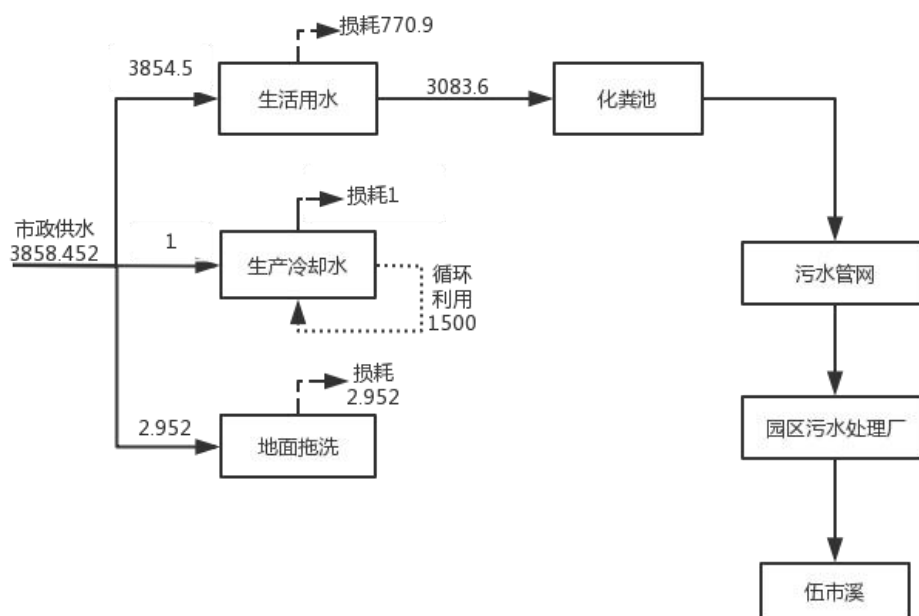 损耗770.9
3854.5
生活用水
3083.6
化粪池
市政供水
3858.452
1
损耗1
生产冷却水
循环
利用
1500
污水管网
损耗
2.952
2.952
地面拖洗
园区污水处理厂
伍市溪